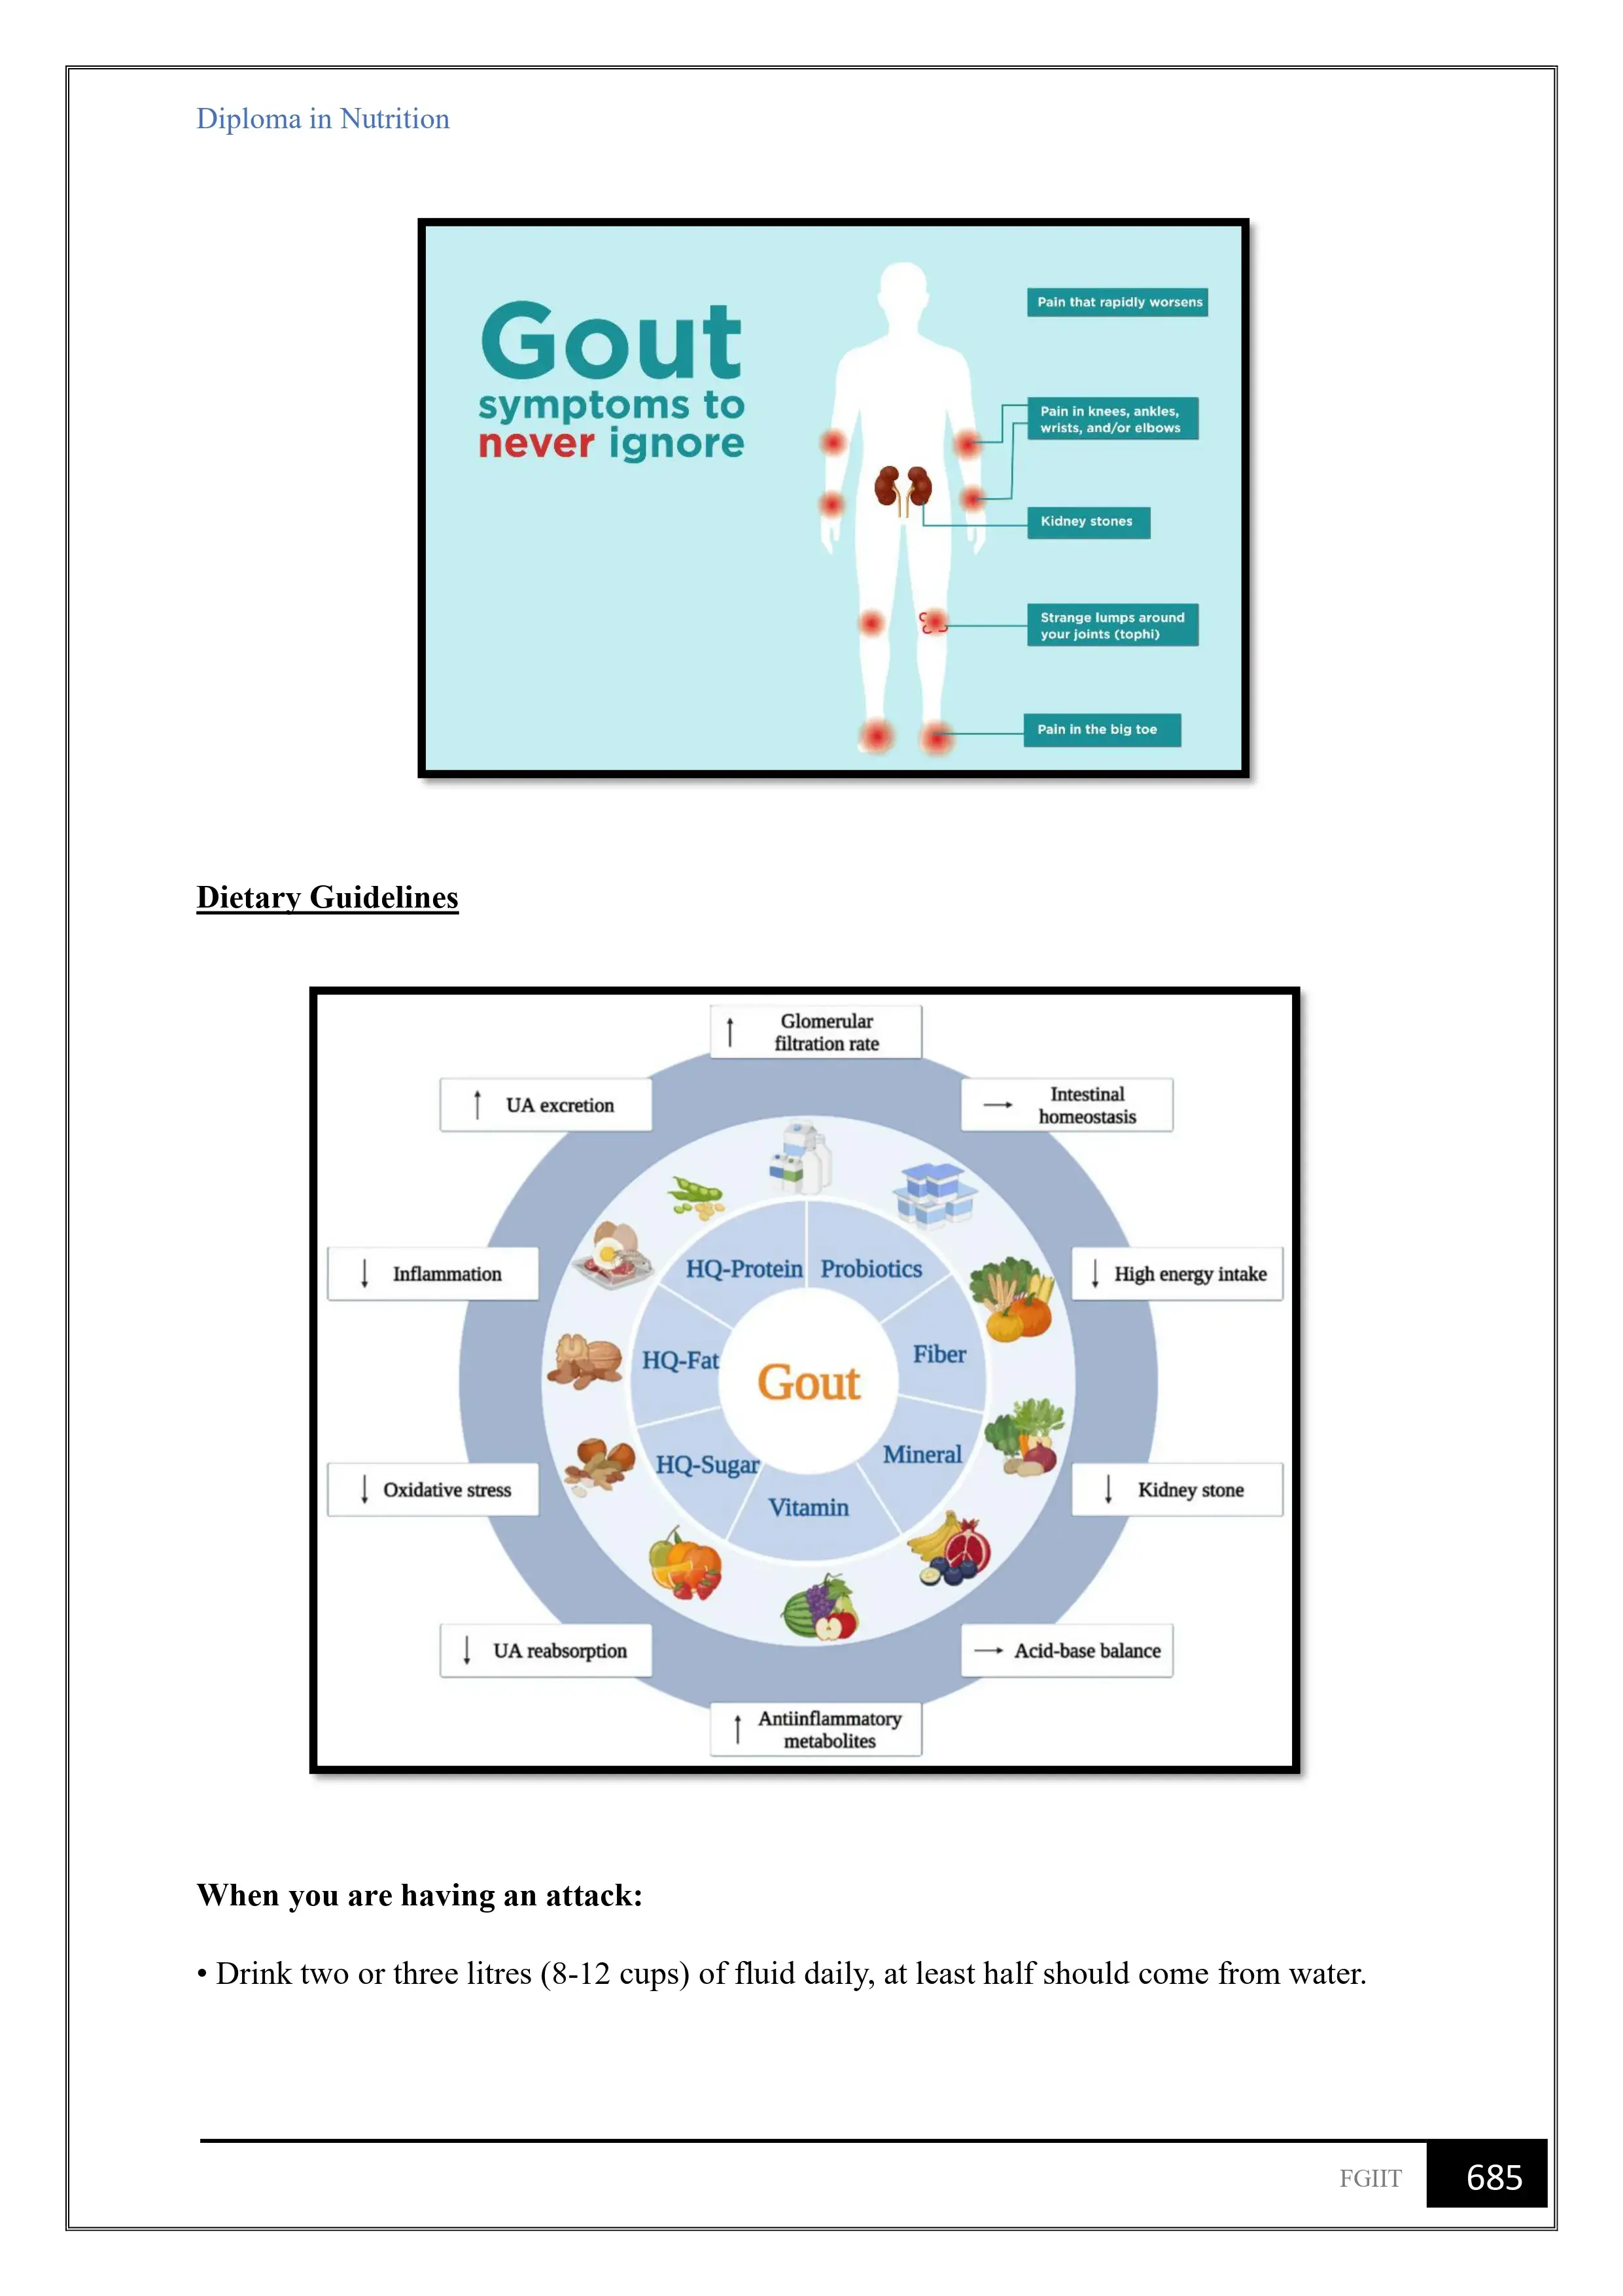 Diploma in Nutrition
Gout
symptoms to
never ignore
Pain that rapidly worsens
Pain in knees, ankles,
wrists, and/or elbows
Kidney stones
Strange lumps around
your joints (tophi)
Pain in the big toe
Dietary Guidelines
↑ Glomerular
filtration rate
↑ UA excretion
→ Intestinal
homeostasis
↓ Inflammation
↓ High energy intake
HQ-Protein
Probiotics
HQ-Fat
Fiber
Gout
HQ-Sugar
Mineral
Vitamin
↓ Oxidative stress
↓ Kidney stone
↓ UA reabsorption
→ Acid-base balance
↑ Antiinflammatory
metabolites
When you are having an attack:
• Drink two or three litres (8-12 cups) of fluid daily, at least half should come from water.
FGIIT
685